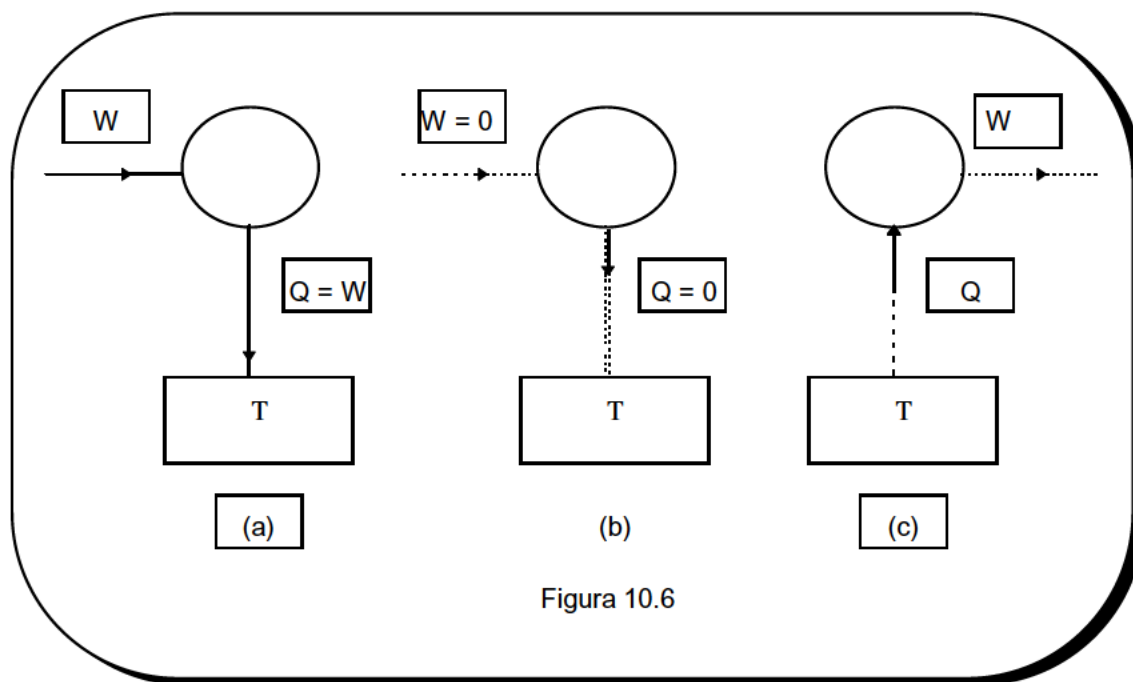 W
W = 0
W
Q = W
Q = 0
Q
T
T
T
(a)
(b)
(c)
Figura 10.6